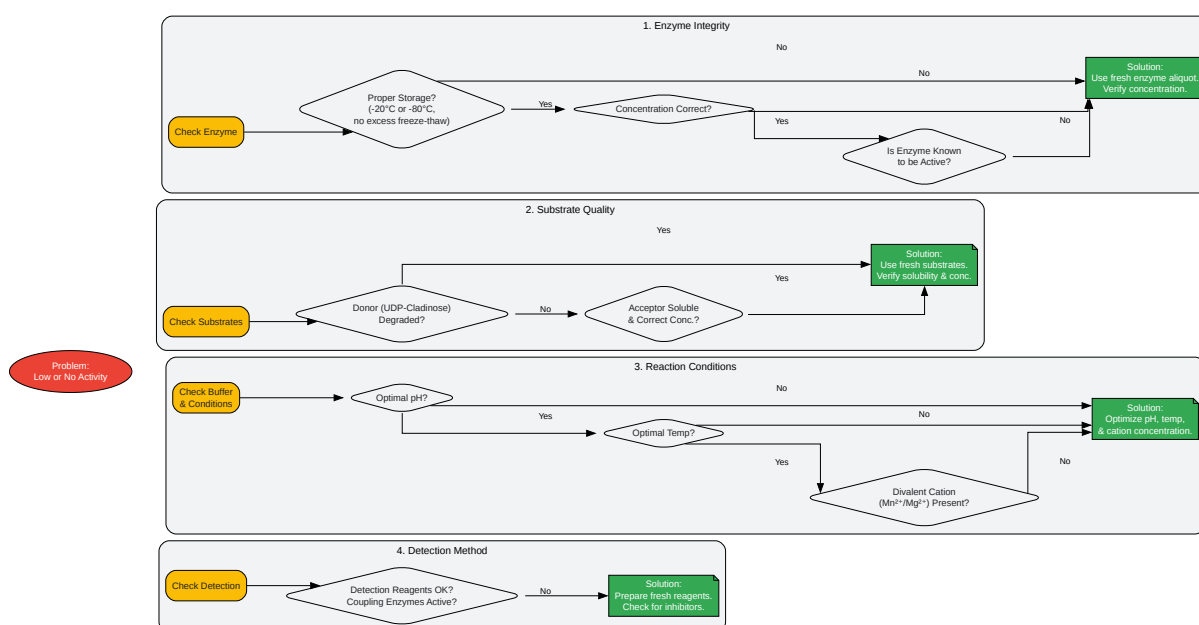 1. Enzyme Integrity
No
No
Solution:
Use fresh enzyme aliquot.
Verify concentration.
Proper Storage?
(-20°C or -80°C,
no excess freeze-thaw)
Yes
Concentration Correct?
Yes
No
Check Enzyme
Is Enzyme Known
to be Active?
2. Substrate Quality
Yes
Yes
Solution:
Use fresh substrates.
Verify solubility & conc.
Check Substrates
Donor (UDP-Cladinose)
Degraded?
No
Acceptor Soluble
& Correct Conc.?
Problem:
Low or No Activity
3. Reaction Conditions
Check Buffer
& Conditions
Optimal pH?
No
Yes
No
Solution:
Optimize pH, temp,
& cation concentration.
Optimal Temp?
Yes
No
Divalent Cation
(Mn²⁺/Mg²⁺) Present?
4. Detection Method
Check Detection
Detection Reagents OK?
Coupling Enzymes Active?
No
Solution:
Prepare fresh reagents.
Check for inhibitors.